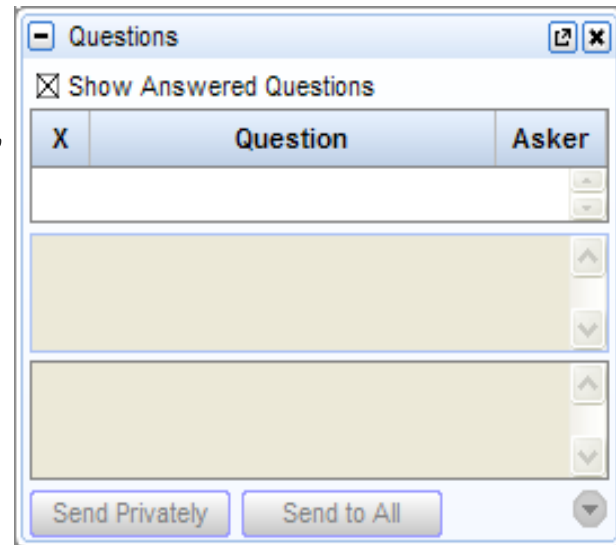 Questions
Show Answered Questions
X Question Asker
Send Privately Send to All